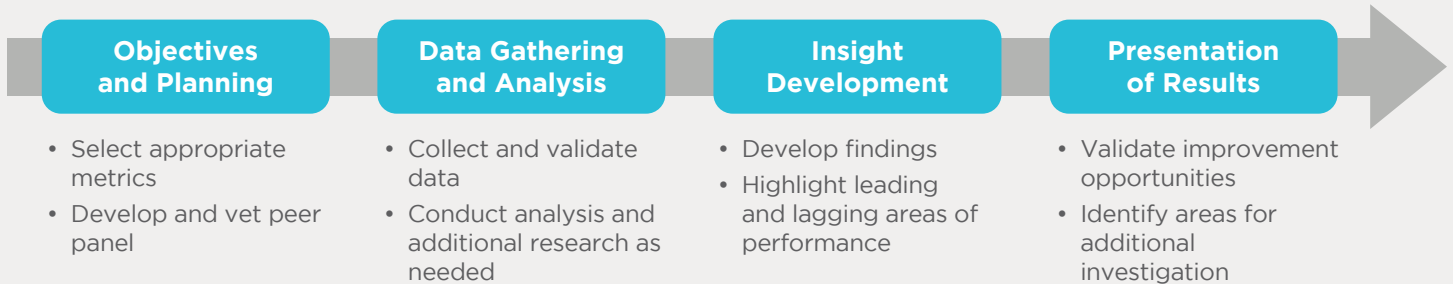 Objectives
and Planning
• Select appropriate
metrics
• Develop and vet peer
panel
Data Gathering
and Analysis
• Collect and validate
data
• Conduct analysis and
additional research as
needed
Insight
Development
• Develop findings
• Highlight leading
and lagging areas of
performance
Presentation
of Results
• Validate improvement
opportunities
• Identify areas for
additional
investigation